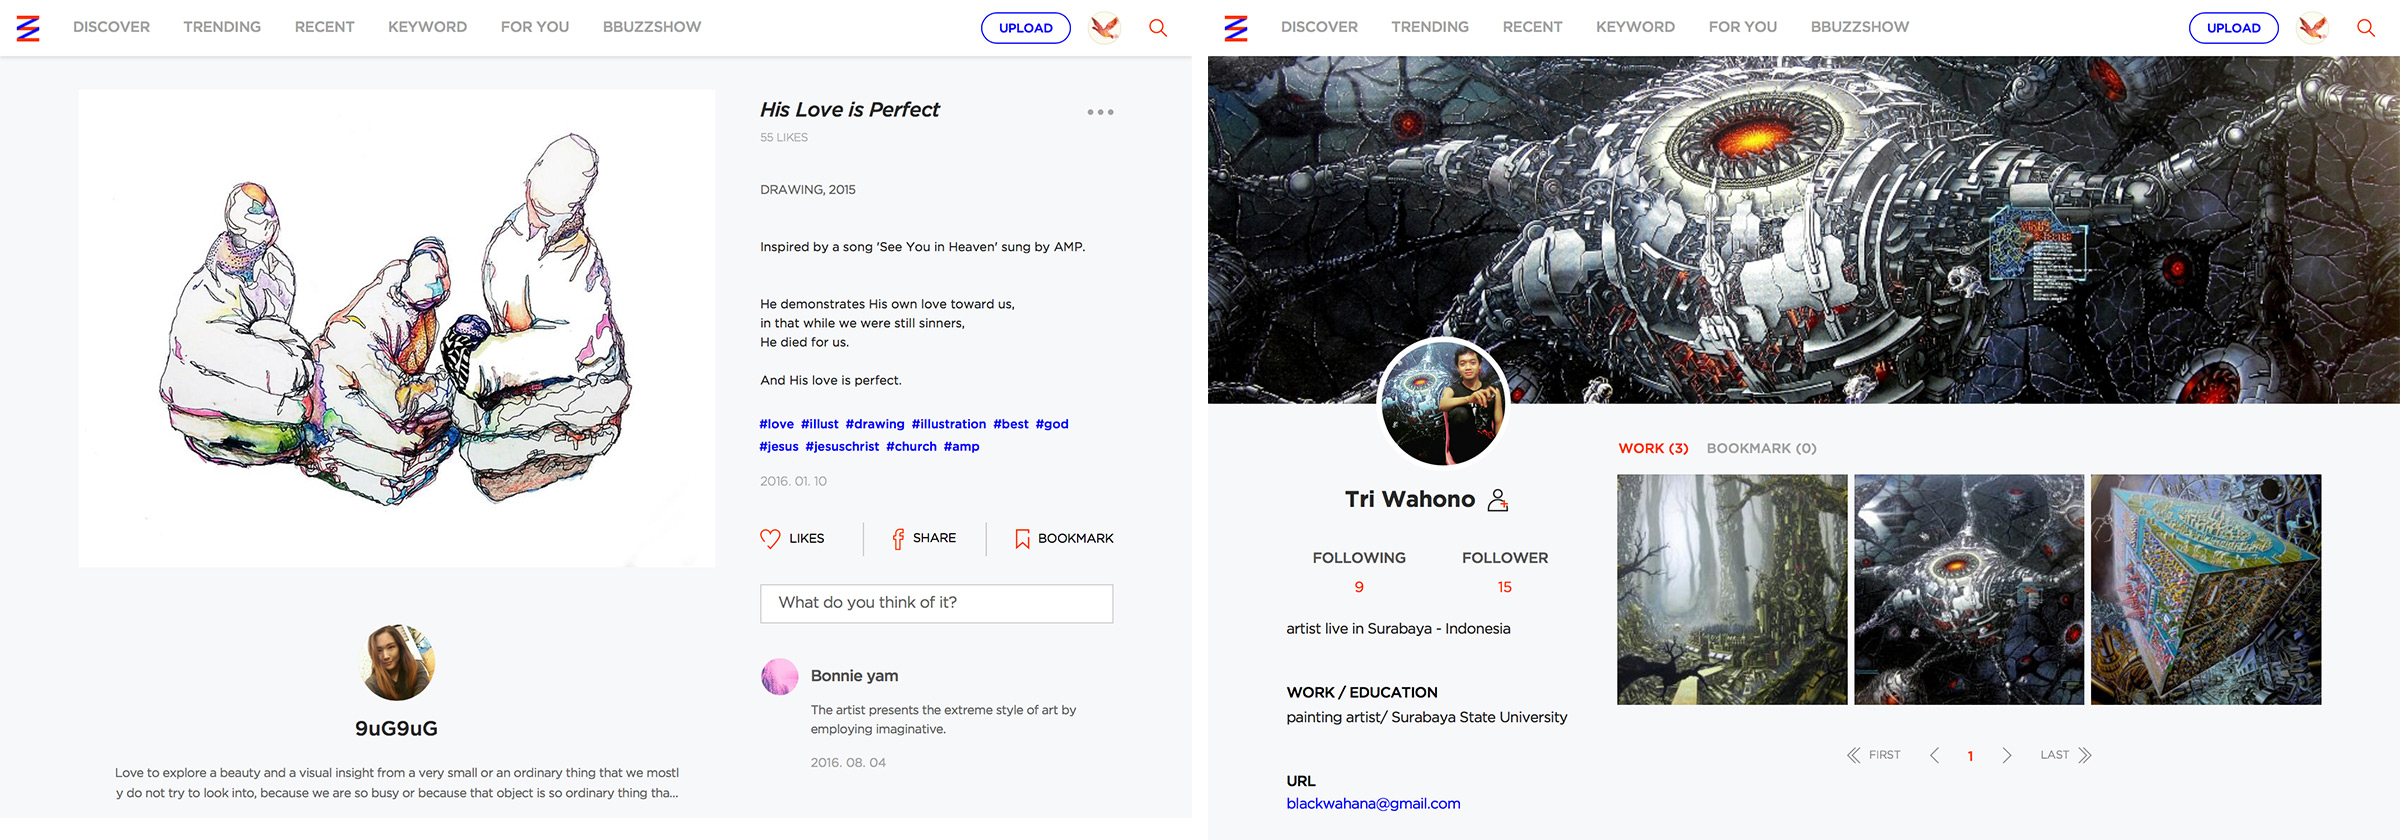 DISCOVER TRENDING RECENT KEYWORD FOR YOU BBUZZSHOW UPLOAD
His Love is Perfect
55 LIKES
DRAWING, 2015
Inspired by a song 'See You in Heaven' sung by AMP.
He demonstrates His own love toward us,
in that while we were still sinners,
He died for us.
And His love is perfect.
#love #illust #drawing #illustration #best #god
#jesus #jesuschrist #church #amp
2016. 01. 10
LIKES SHARE BOOKMARK
What do you think of it?
Bonnie yam
The artist presents the extreme style of art by
employing imaginative.
2016. 08. 04
9uG9uG
Love to explore a beauty and a visual insight from a very small or an ordinary thing that we mostl
y do not try to look into, because we are so busy or because that object is so ordinary thing tha...
DISCOVER TRENDING RECENT KEYWORD FOR YOU BBUZZSHOW UPLOAD
Tri Wahono
FOLLOWING FOLLOWER
9 15
artist live in Surabaya - Indonesia
WORK / EDUCATION
painting artist/ Surabaya State University
URL
blackwahana@gmail.com
WORK (3) BOOKMARK (0)
FIRST 1 LAST